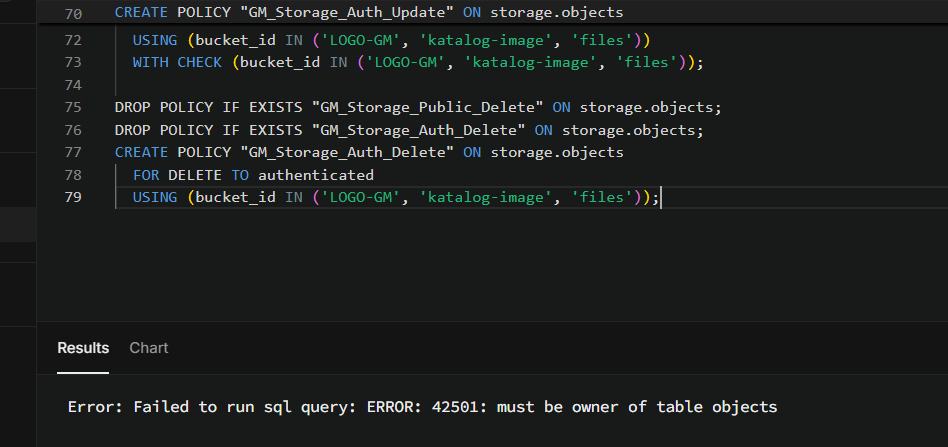 70 CREATE POLICY "GM_Storage_Auth_Update" ON storage.objects
72 USING (bucket_id IN ('LOGO-GM', 'katalog-image', 'files'))
73 WITH CHECK (bucket_id IN ('LOGO-GM', 'katalog-image', 'files'));
74
75 DROP POLICY IF EXISTS "GM_Storage_Public_Delete" ON storage.objects;
76 DROP POLICY IF EXISTS "GM_Storage_Auth_Delete" ON storage.objects;
77 CREATE POLICY "GM_Storage_Auth_Delete" ON storage.objects
78 FOR DELETE TO authenticated
79 USING (bucket_id IN ('LOGO-GM', 'katalog-image', 'files'));
Results Chart
Error: Failed to run sql query: ERROR: 42501: must be owner of table objects